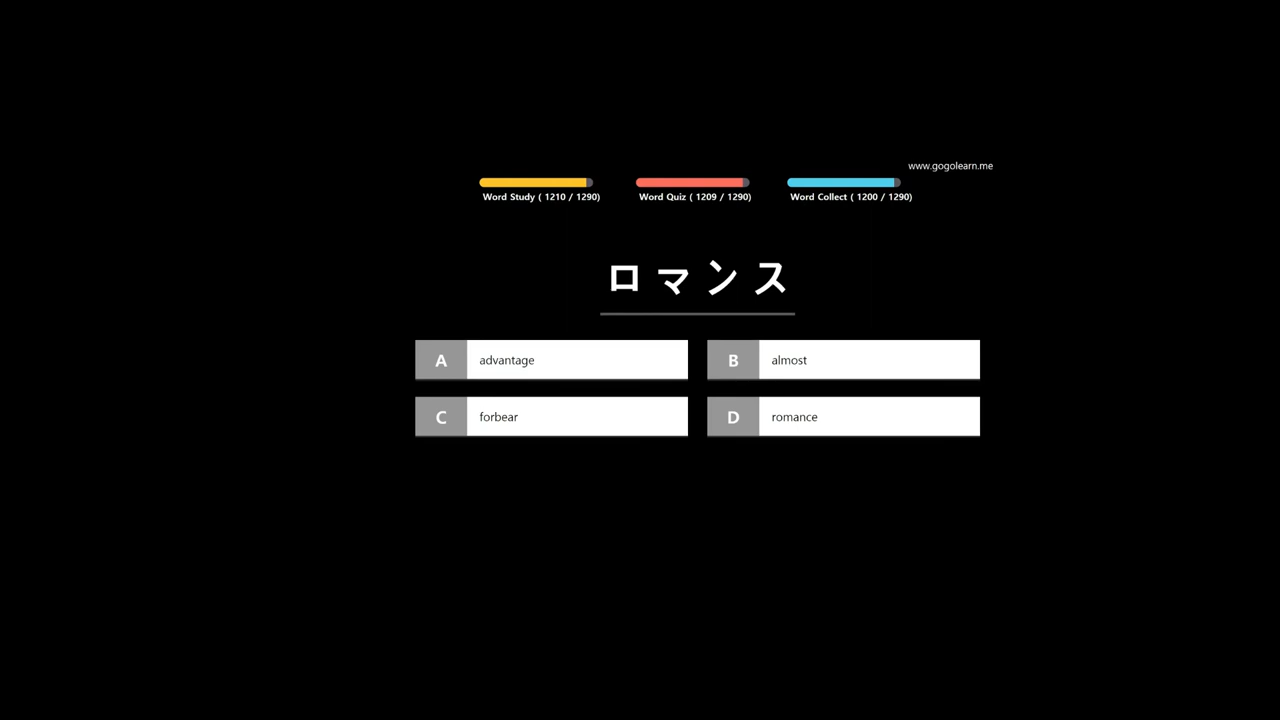 www.gogolearn.me
Word Study ( 1210 / 1290)
Word Quiz ( 1209 / 1290)
Word Collect ( 1200 / 1290)
ロマンス
A advantage
B almost
C forbear
D romance